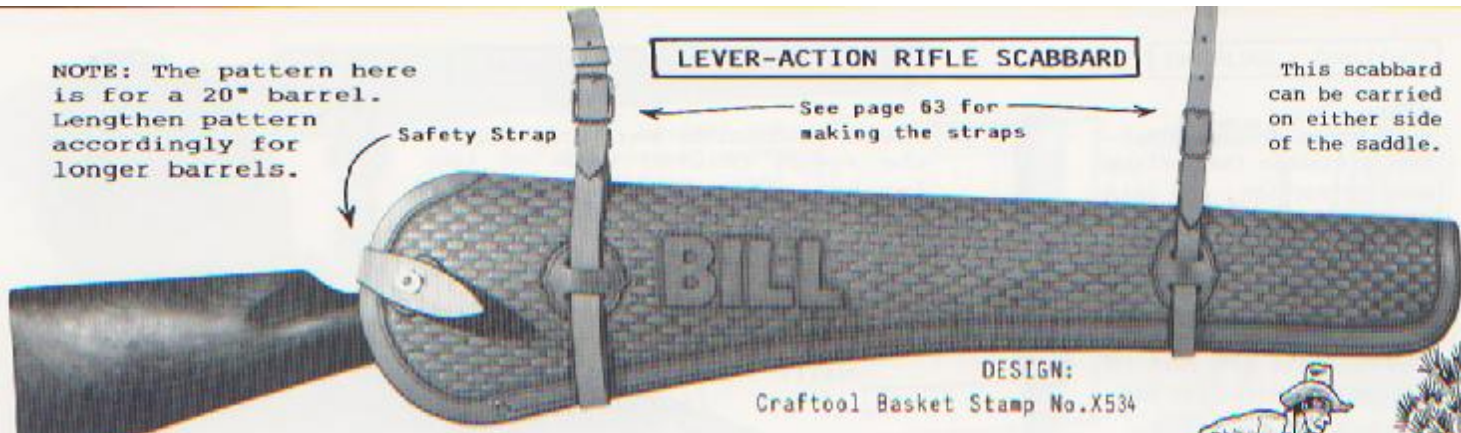 LEVER-ACTION RIFLE SCABBARD
NOTE: The pattern here
is for a 20" barrel.
Lengthen pattern
accordingly for
longer barrels.
Safety Strap
See page 63 for
making the straps
This scabbard
can be carried
on either side
of the saddle.
BILL
DESIGN:
Craftool Basket Stamp No.X534